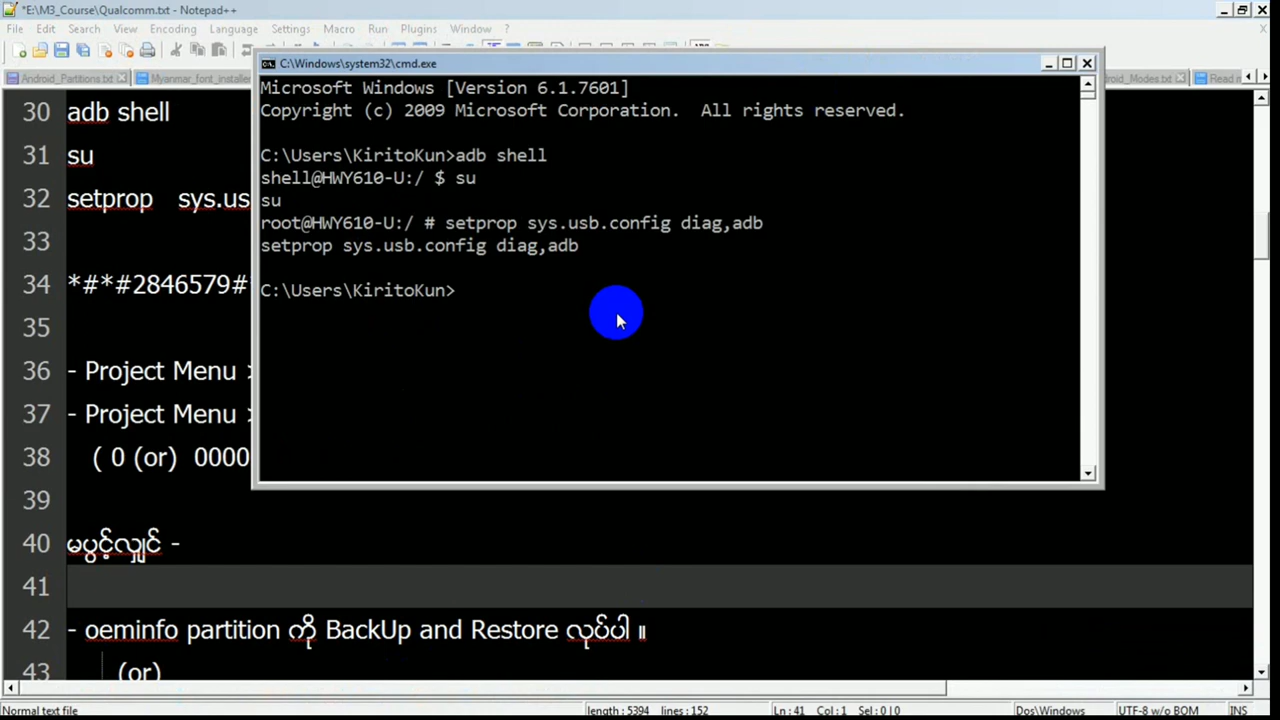 *E:\M3_Course\Qualcomm.txt - Notepad++
File Edit Search View Encoding Language Settings Macro Run Plugins Window ?
Android_Partitions.txt Myanmar_font_installe roid_Modes.txt Read m
C:\Windows\system32\cmd.exe
Microsoft Windows [Version 6.1.7601]
Copyright (c) 2009 Microsoft Corporation. All rights reserved.
C:\Users\KiritoKun>adb shell
shell@HWY610-U:/ $ su
su
root@HWY610-U:/ # setprop sys.usb.config diag,adb
setprop sys.usb.config diag,adb
C:\Users\KiritoKun>
30 adb shell
31 su
32 setprop sys.us
33
34 *#*#2846579#
35
36 - Project Menu >
37 - Project Menu >
38 ( 0 (or) 0000
39
40 မပွင့်လျှင် -
41
42 - oeminfo partition ကို BackUp and Restore လုပ်ပါ ။
43 (or)
Normal text file length : 5394 lines : 152 Ln : 41 Col : 1 Sel : 0 | 0 Dos\Windows UTF-8 w/o BOM INS